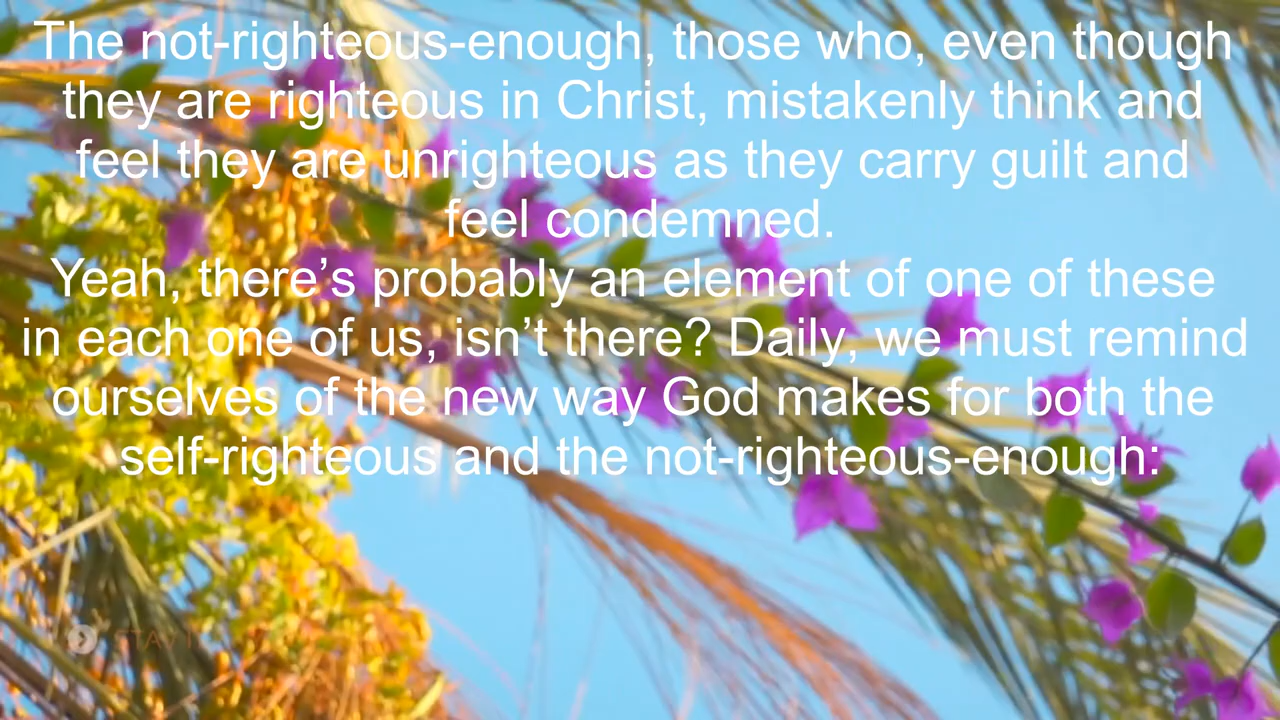 The not-righteous-enough, those who, even though
they are righteous in Christ, mistakenly think and
feel they are unrighteous as they carry guilt and
feel condemned.
Yeah, there’s probably an element of one of these
in each one of us, isn’t there? Daily, we must remind
ourselves of the new way God makes for both the
self-righteous and the not-righteous-enough:
STAY